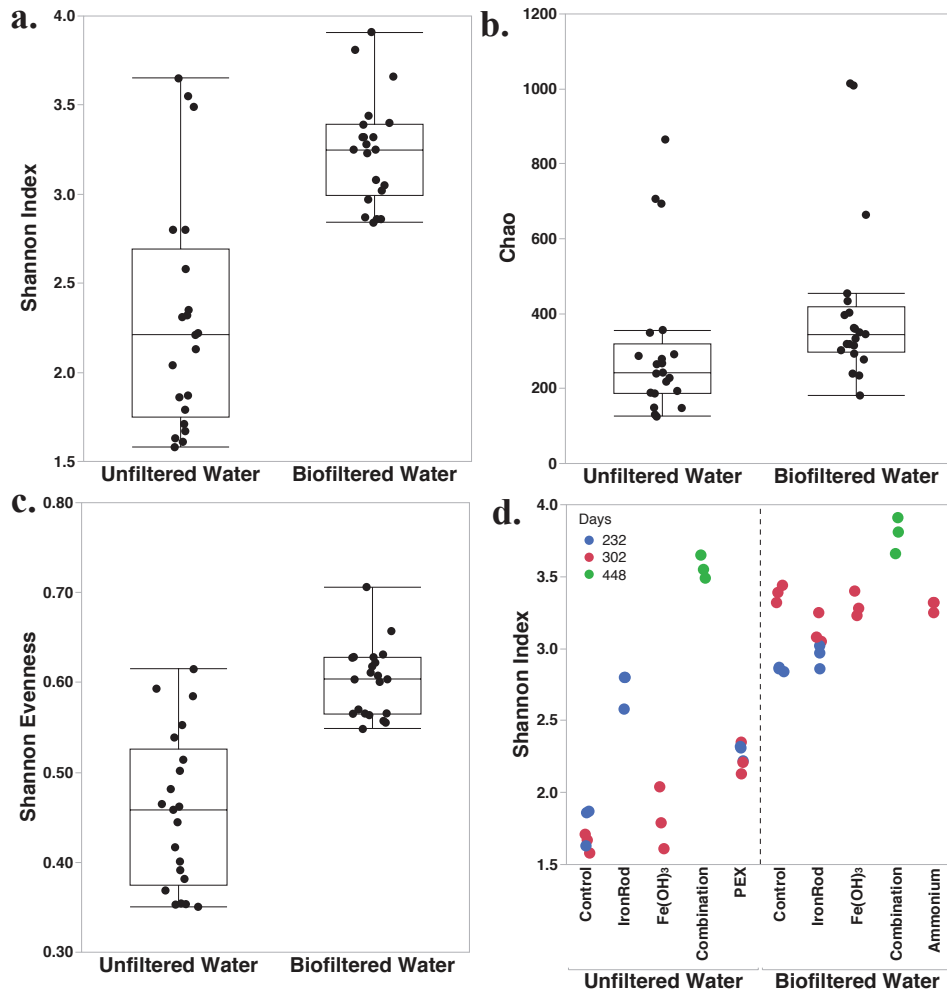 a.
4.0
3.5
3.0
2.5
2.0
1.5
Shannon Index
Unfiltered Water Biofiltered Water
b.
1200
1000
800
600
400
200
0
Chao
Unfiltered Water Biofiltered Water
c.
0.80
0.70
0.60
0.50
0.40
0.30
Shannon Evenness
Unfiltered Water Biofiltered Water
d.
4.0
3.5
3.0
2.5
2.0
1.5
Shannon Index
Days
232
302
448
Control
IronRod
Fe(OH)3
Combination
PEX
Control
IronRod
Fe(OH)3
Combination
Ammonium
Unfiltered Water Biofiltered Water